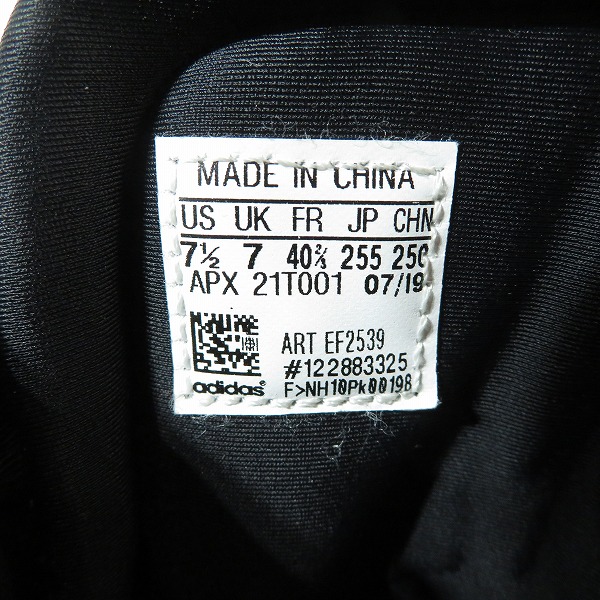 MADE IN CHINA
US UK FR JP CHN
7½ 7 40⅔ 255 250
APX 21T001 07/19
ART EF2539
#122883325
adidas® F>NH10Pk00198